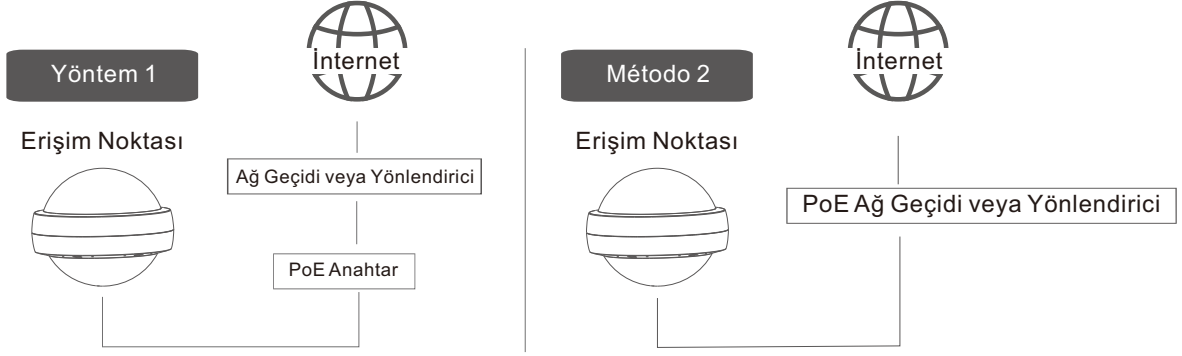 Yöntem 1
İnternet
Erişim Noktası
Ağ Geçidi veya Yönlendirici
PoE Anahtar
Método 2
İnternet
Erişim Noktası
PoE Ağ Geçidi veya Yönlendirici